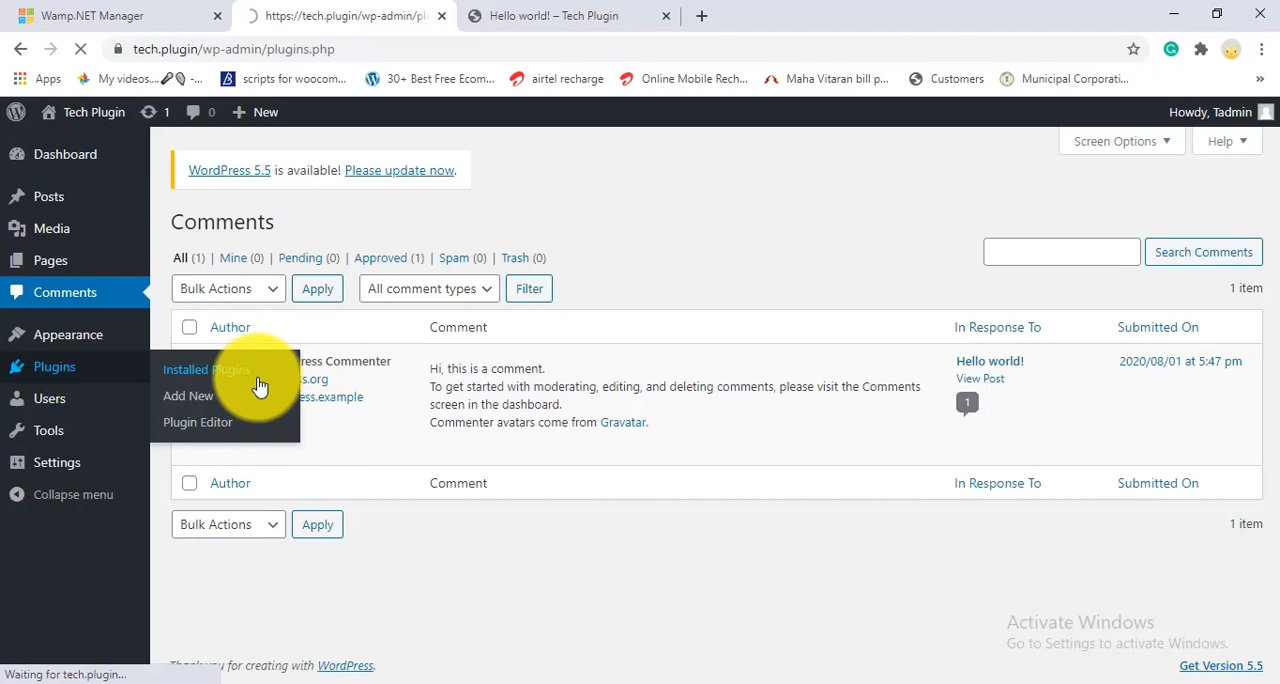 Wamp.NET Manager
https://tech.plugin/wp-admin/pl
Hello world! – Tech Plugin
tech.plugin/wp-admin/plugins.php
Apps
My videos....
scripts for woocom...
30+ Best Free Ecom...
airtel recharge
Online Mobile Rech...
Maha Vitaran bill p...
Customers
Municipal Corporati...
»
Tech Plugin
1
0
+ New
Howdy, Tadmin
Dashboard
Posts
Media
Pages
Comments
Appearance
Plugins
Users
Tools
Settings
Collapse menu
Installed Plugins
Add New
Plugin Editor
Screen Options
Help
WordPress 5.5 is available! Please update now.
Comments
All (1) | Mine (0) | Pending (0) | Approved (1) | Spam (0) | Trash (0)
Search Comments
Bulk Actions
Apply
All comment types
Filter
1 item
Author
Comment
In Response To
Submitted On
ress Commenter
s.org
ess.example
Hi, this is a comment.
To get started with moderating, editing, and deleting comments, please visit the Comments
screen in the dashboard.
Commenter avatars come from Gravatar.
Hello world!
View Post
1
2020/08/01 at 5:47 pm
Author
Comment
In Response To
Submitted On
Bulk Actions
Apply
1 item
Activate Windows
Go to Settings to activate Windows.
Thank you for creating with WordPress.
Get Version 5.5
Waiting for tech.plugin...